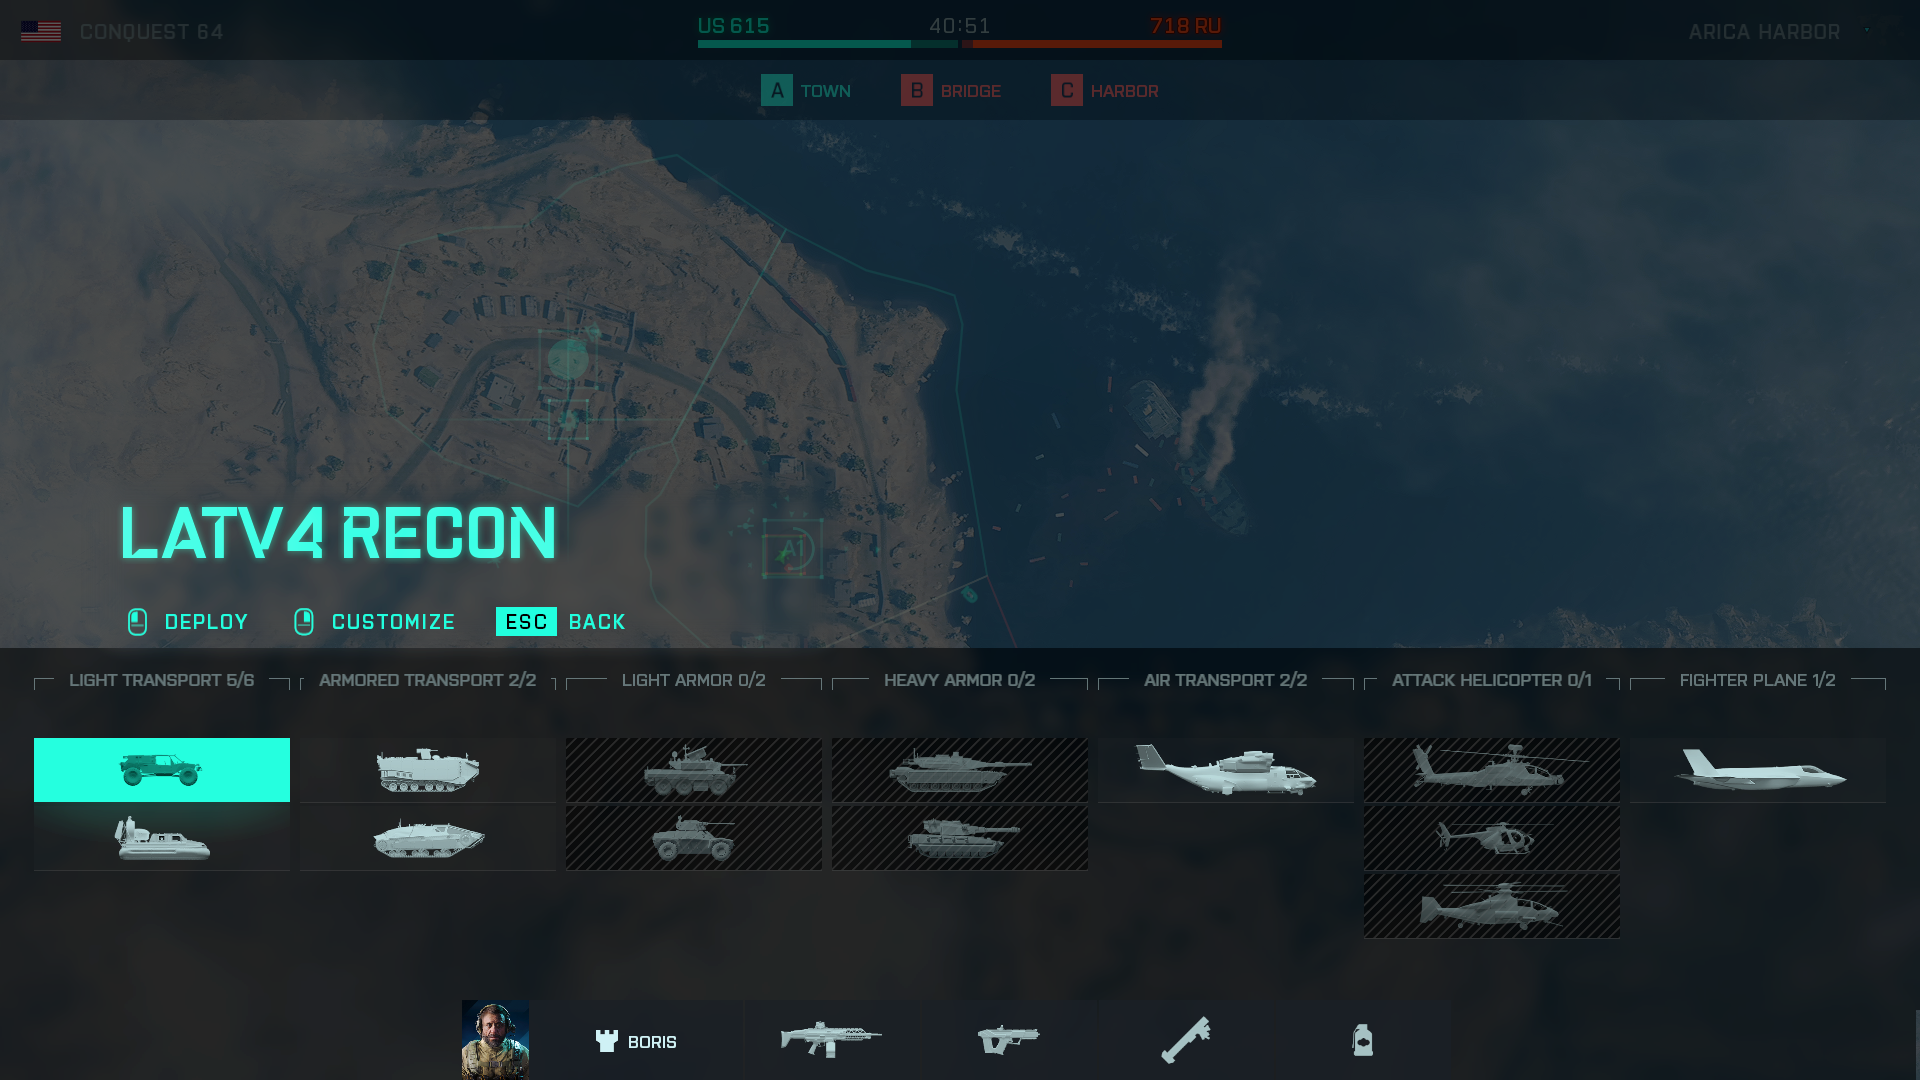 CONQUEST 64
US 615
40:51
718 RU
ARICA HARBOR
A TOWN
B BRIDGE
C HARBOR
A1
LATV4 RECON
DEPLOY
CUSTOMIZE
ESC BACK
LIGHT TRANSPORT 5/6
ARMORED TRANSPORT 2/2
LIGHT ARMOR 0/2
HEAVY ARMOR 0/2
AIR TRANSPORT 2/2
ATTACK HELICOPTER 0/1
FIGHTER PLANE 1/2
BORIS